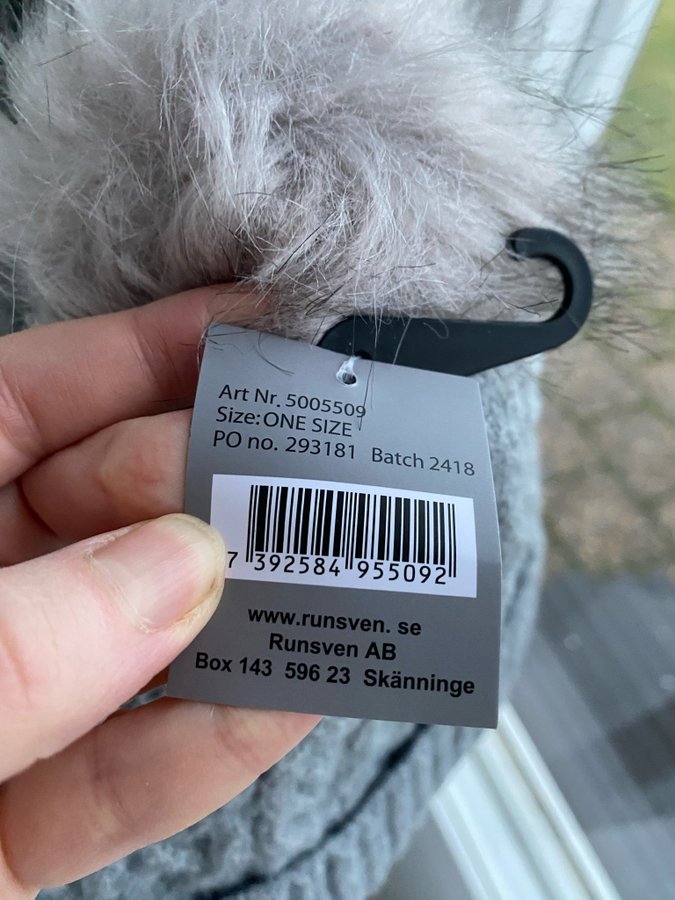 Art Nr. 5005509
Size:ONE SIZE
PO no. 293181 Batch 2418
7 392584 955092
www.runsven. se
Runsven AB
Box 143 596 23 Skänninge